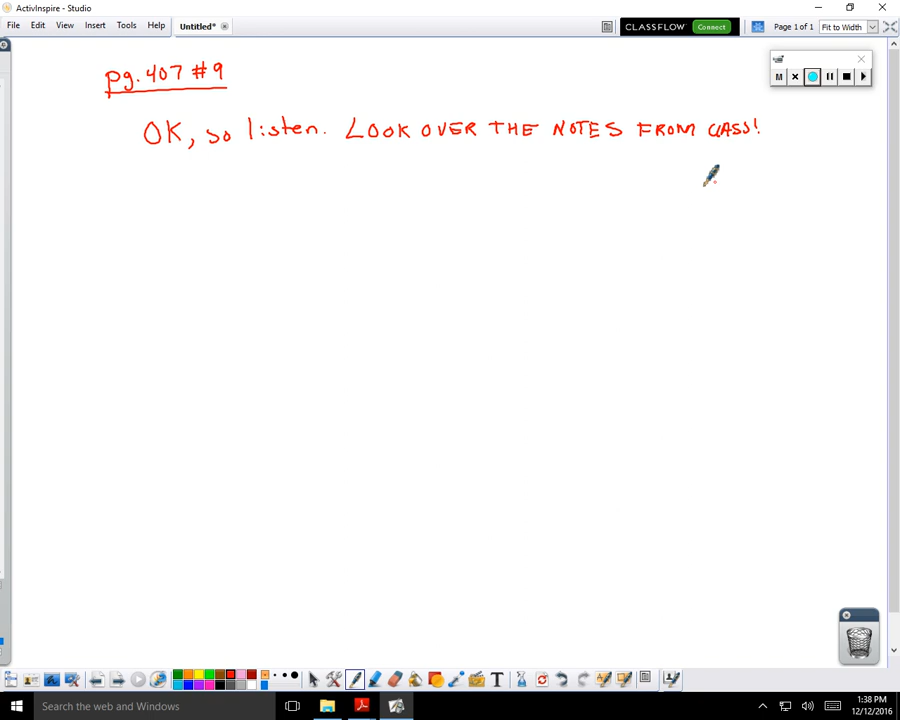 ActivInspire - Studio
File Edit View Insert Tools Help Untitled* CLASSFLOW Connect Page 1 of 1 Fit to Width
M
pg. 407 #9
OK, so listen. LOOK OVER THE NOTES FROM CLASS!
T
Search the web and Windows
1:38 PM
12/12/2016